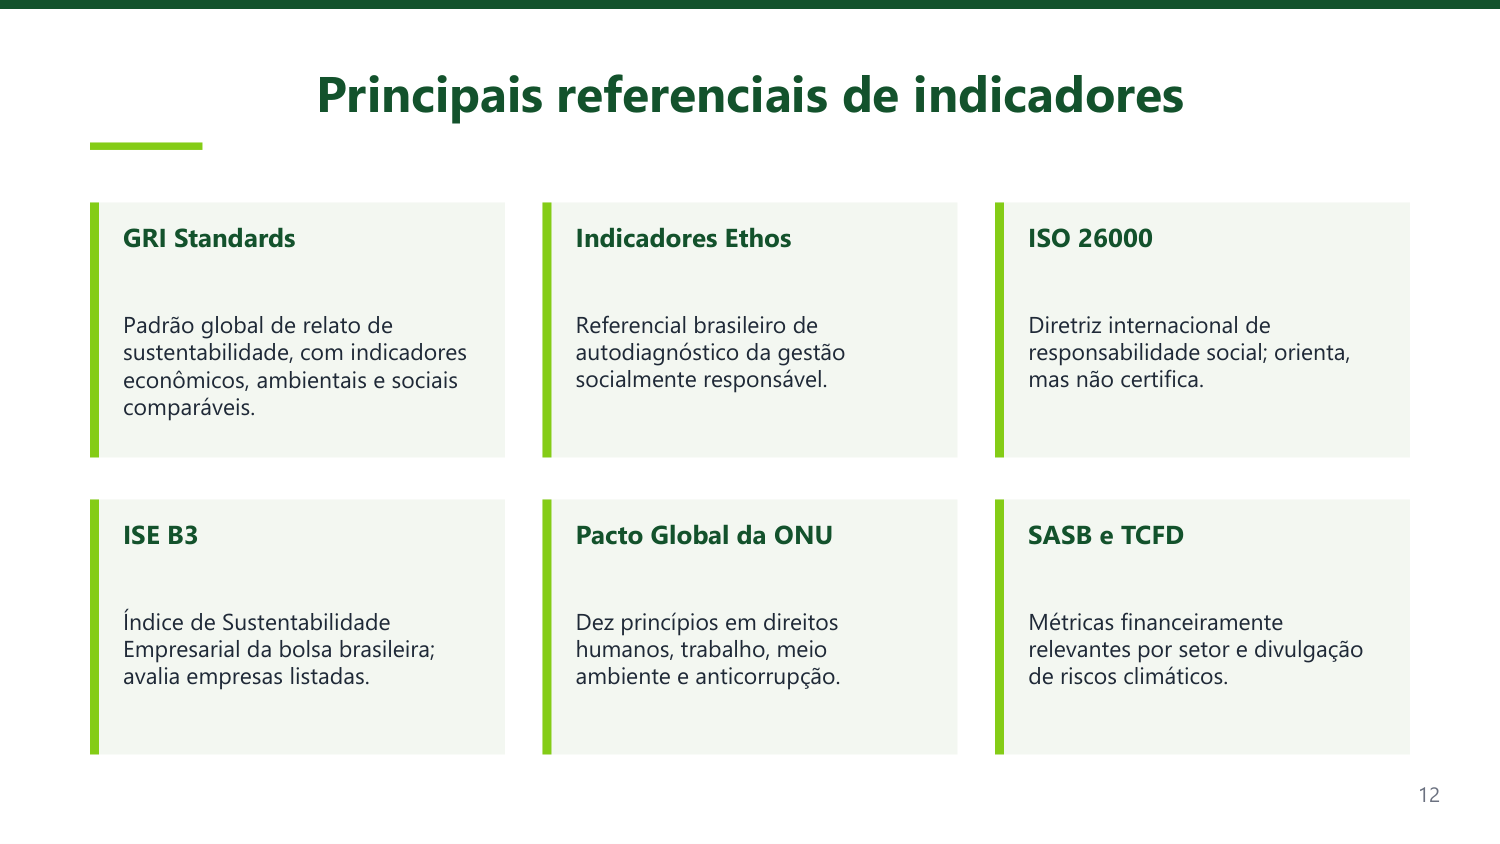 Principais referenciais de indicadores
GRI Standards
Padrão global de relato de
sustentabilidade, com indicadores
econômicos, ambientais e sociais
comparáveis.
Indicadores Ethos
Referencial brasileiro de
autodiagnóstico da gestão
socialmente responsável.
ISO 26000
Diretriz internacional de
responsabilidade social; orienta,
mas não certifica.
ISE B3
Índice de Sustentabilidade
Empresarial da bolsa brasileira;
avalia empresas listadas.
Pacto Global da ONU
Dez princípios em direitos
humanos, trabalho, meio
ambiente e anticorrupção.
SASB e TCFD
Métricas financeiramente
relevantes por setor e divulgação
de riscos climáticos.
12